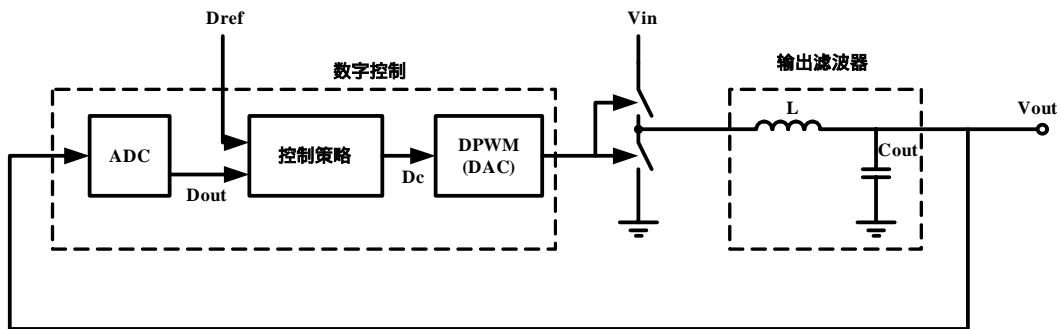 Dref
Vin
数字控制
输出滤波器
L
Vout
ADC
控制策略
DPWM
(DAC)
Cout
Dout
Dc